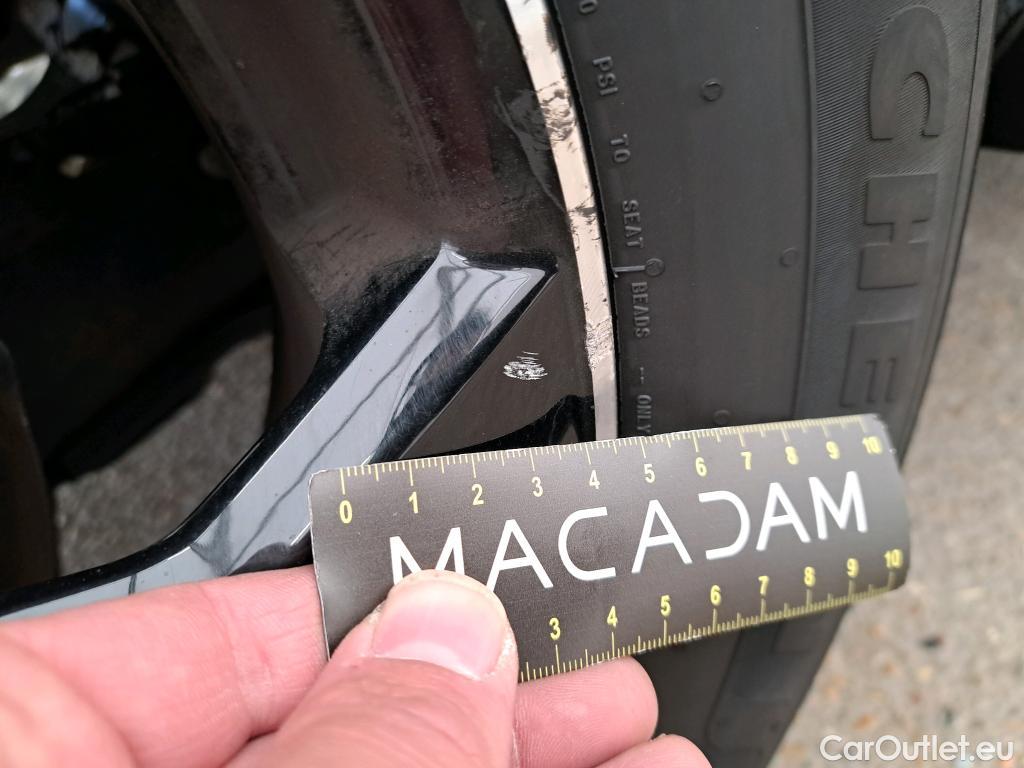 PSI TO SEAT BEADS -- ONLY
CHE
0 1 2 3 4 5 6 7 8 9 10
MACADAM
3 4 5 6 7 8 9 10
CarOutlet.eu